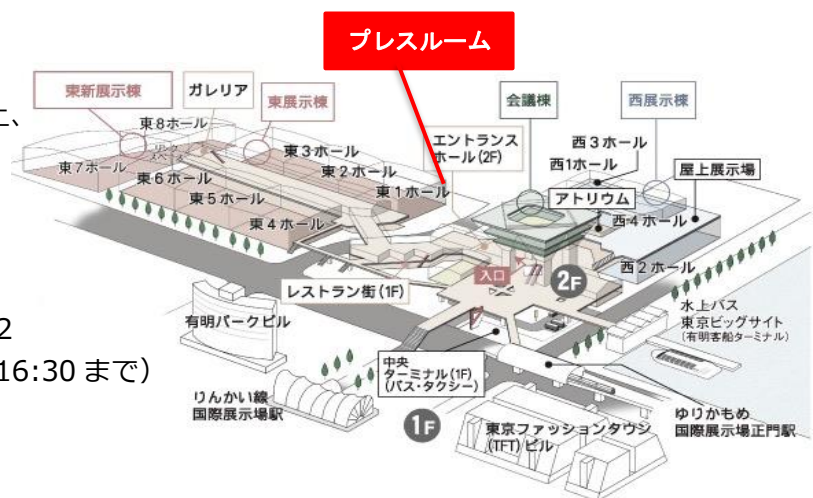 プレスルーム
東新展示棟
ガレリア
東展示棟
会議棟
西展示棟
上、
東8ホール
エントランス
ホール(2F)
西3ホール
東3ホール
西1ホール
屋上展示場
東7ホール
東2ホール
東6ホール
東1ホール
アトリウム
東5ホール
東4ホール
西4ホール
入口
2F
西2ホール
レストラン街(1F)
水上バス
東京ビッグサイト
(有明客船ターミナル)
有明パークビル
2
16:30 まで）
中央
ターミナル(1F)
(バス・タクシー)
りんかい線
国際展示場駅
1F
東京ファッションタウン
(TFT)ビル
ゆりかもめ
国際展示場正門駅